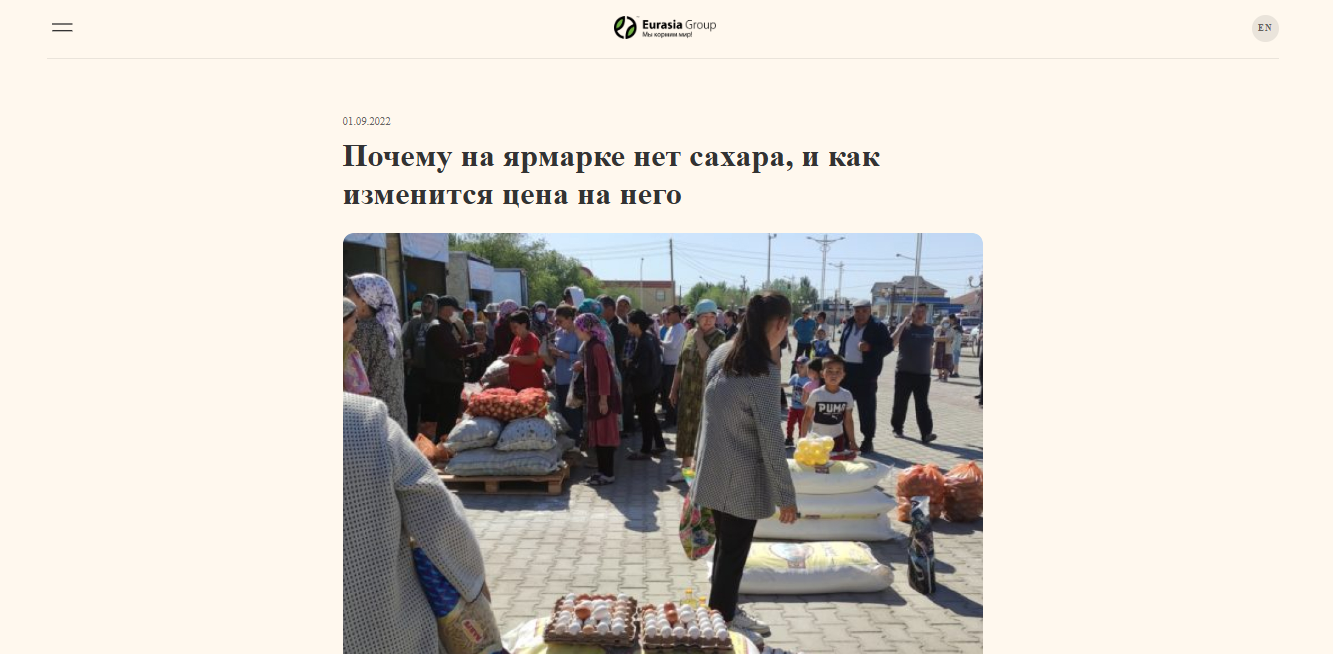 Eurasia Group
Мы кормим мир!
EN
01.09.2022
Почему на ярмарке нет сахара, и как
изменится цена на него
PUMA